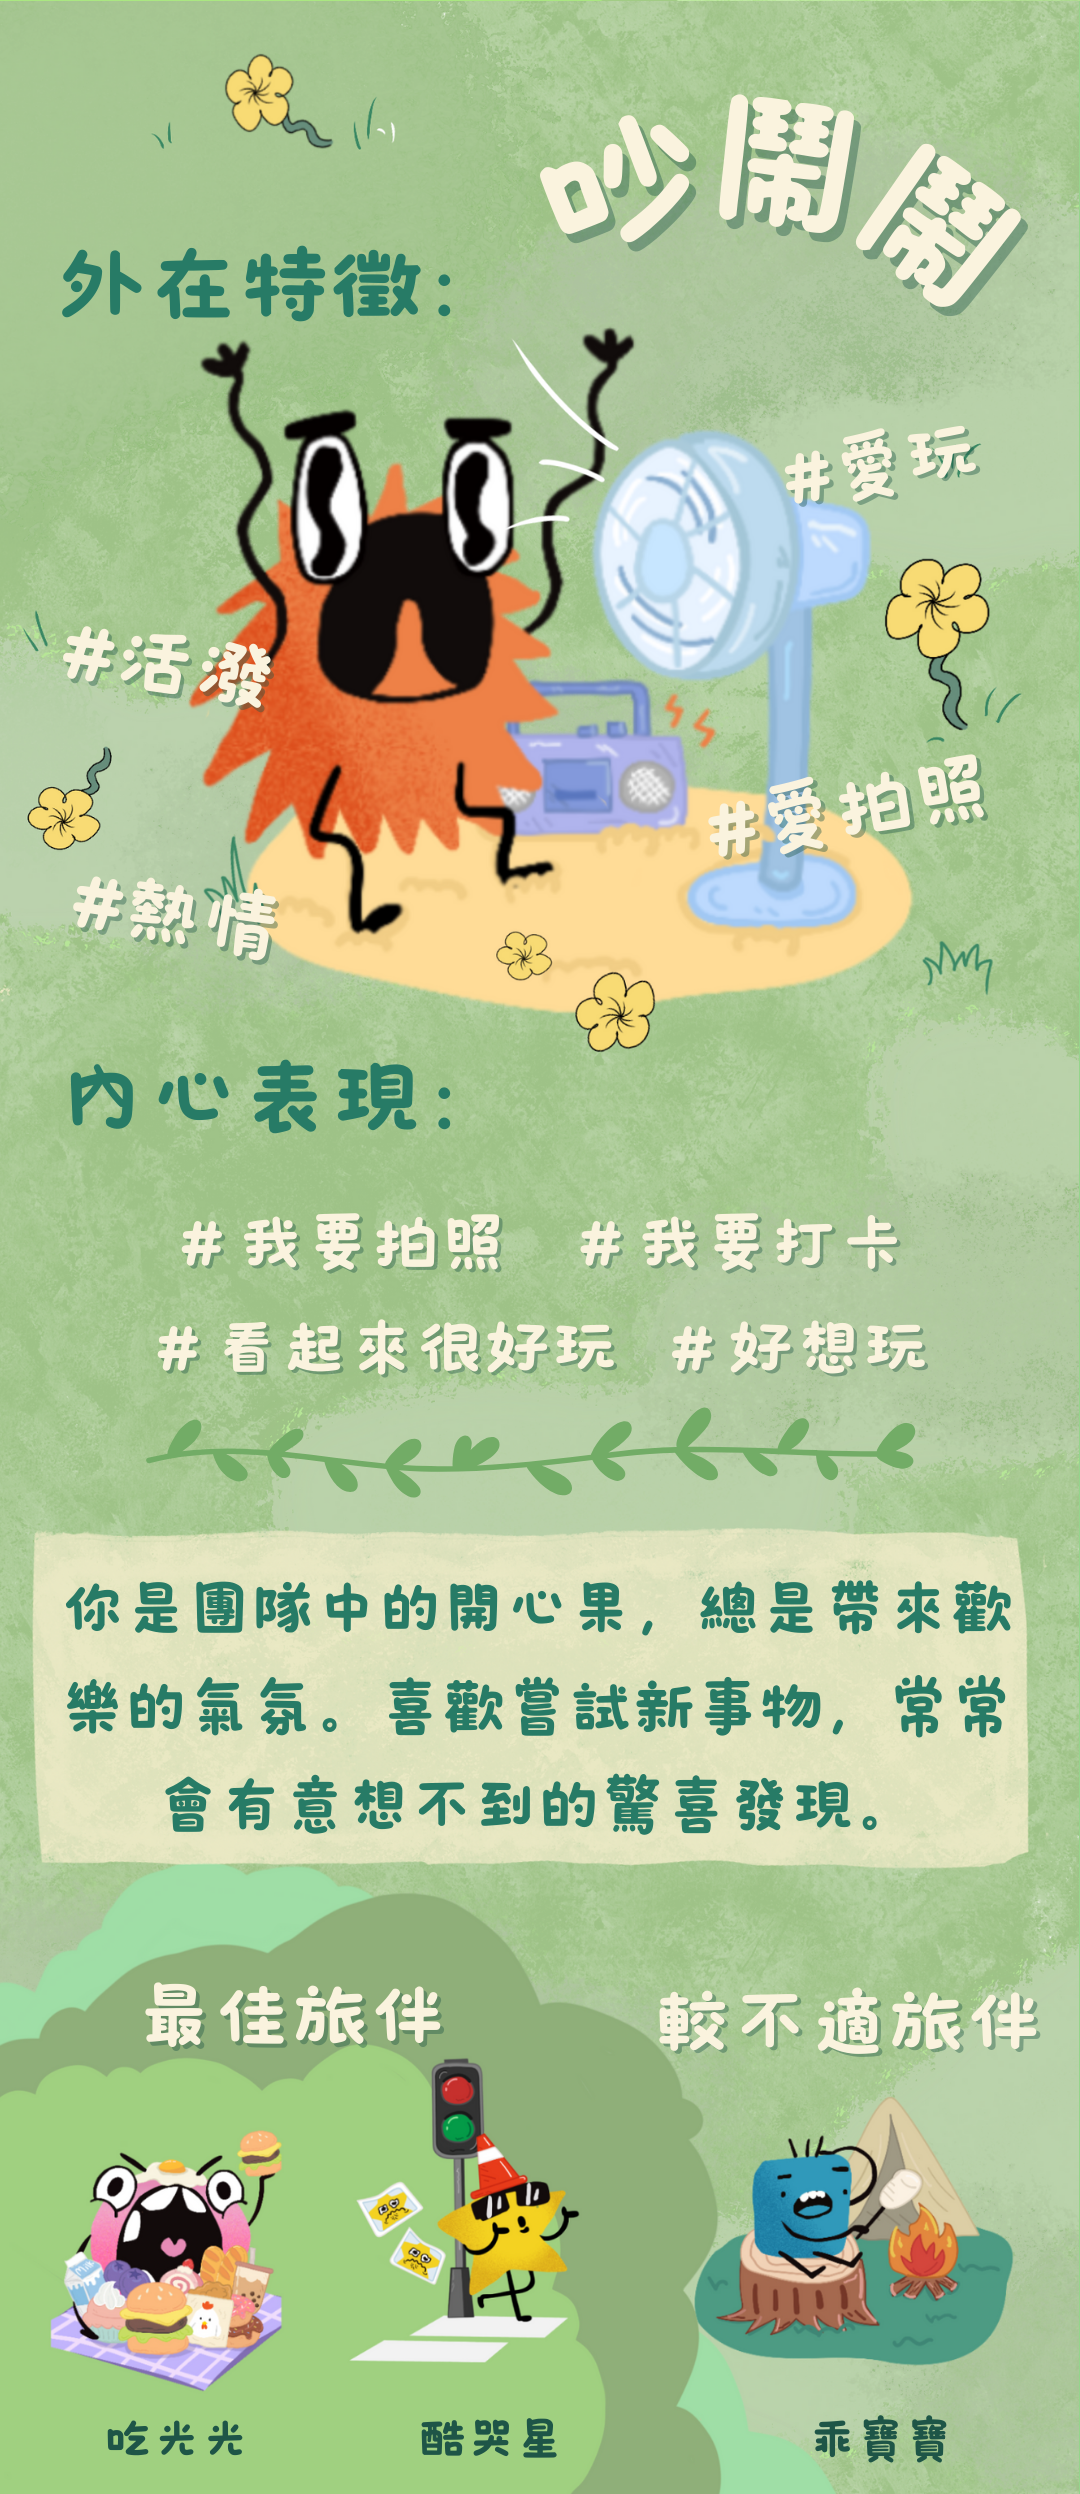 吵鬧鬧
外在特徵：
#愛玩
#活潑
#愛拍照
#熱情
內心表現：
#我要拍照 #我要打卡
#看起來很好玩 #好想玩
你是團隊中的開心果，總是帶來歡
樂的氣氛。喜歡嘗試新事物，常常
會有意想不到的驚喜發現。
最佳旅伴
較不適旅伴
吃光光
酷哭星
乖寶寶